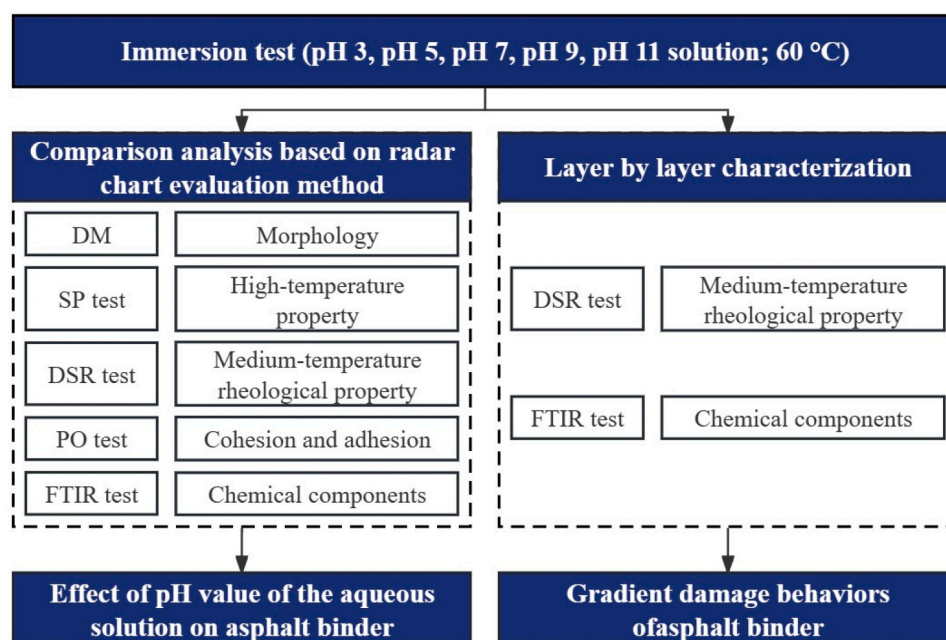 Immersion test (pH 3, pH 5, pH 7, pH 9, pH 11 solution; 60 °C)
Comparison analysis based on radar
chart evaluation method
DM
Morphology
SP test
High-temperature
property
DSR test
Medium-temperature
rheological property
PO test
Cohesion and adhesion
FTIR test
Chemical components
Effect of pH value of the aqueous
solution on asphalt binder
Layer by layer characterization
DSR test
Medium-temperature
rheological property
FTIR test
Chemical components
Gradient damage behaviors
ofasphalt binder